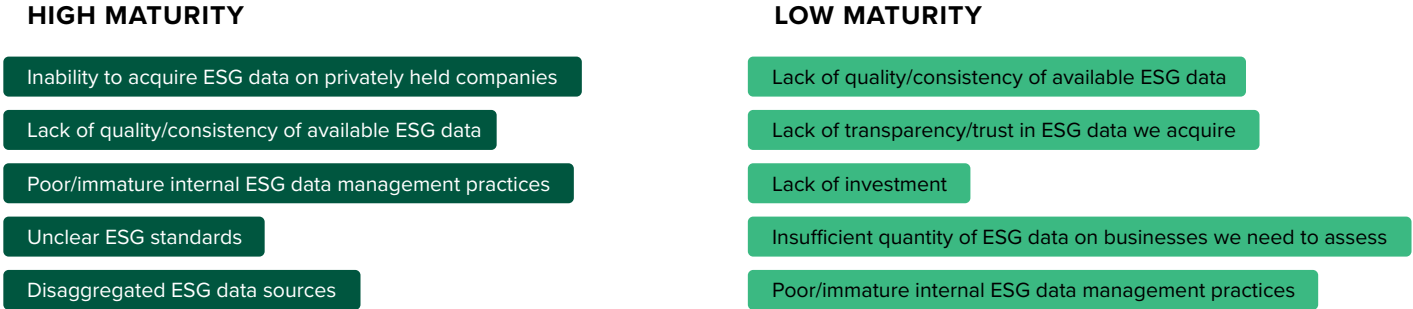 HIGH MATURITY
Inability to acquire ESG data on privately held companies
Lack of quality/consistency of available ESG data
Poor/immature internal ESG data management practices
Unclear ESG standards
Disaggregated ESG data sources
LOW MATURITY
Lack of quality/consistency of available ESG data
Lack of transparency/trust in ESG data we acquire
Lack of investment
Insufficient quantity of ESG data on businesses we need to assess
Poor/immature internal ESG data management practices